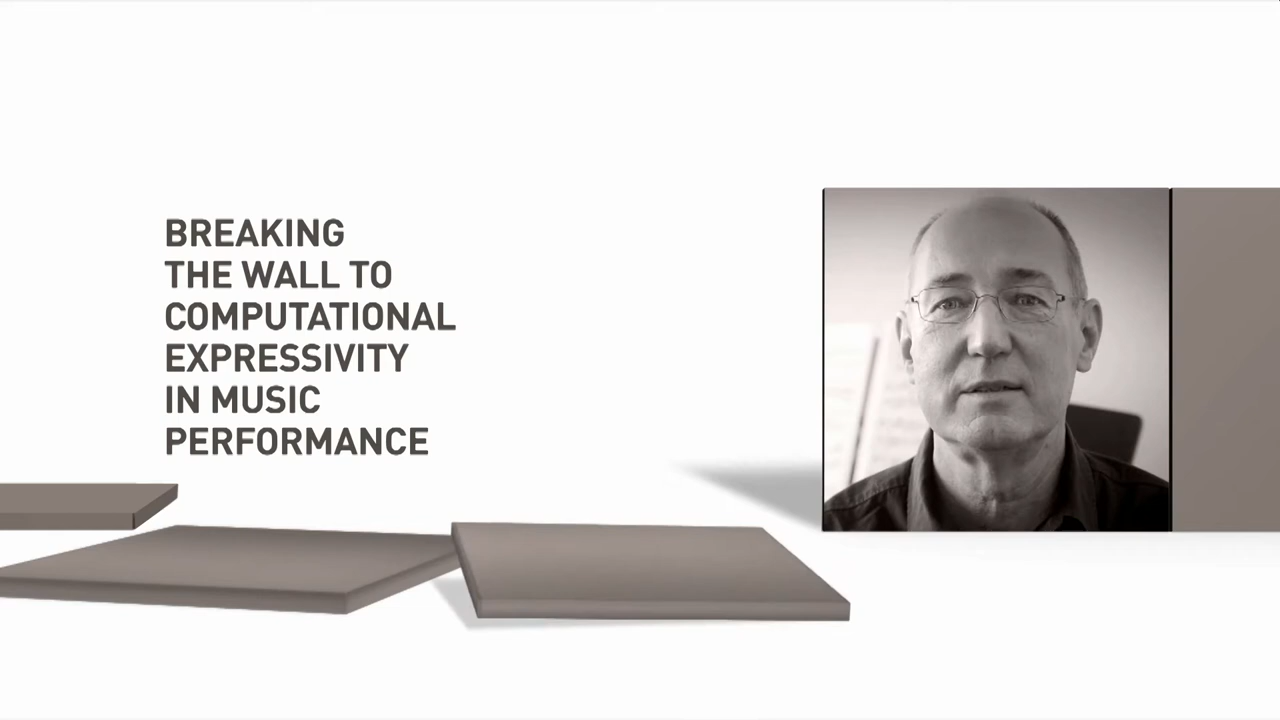 BREAKING
THE WALL TO
COMPUTATIONAL
EXPRESSIVITY
IN MUSIC
PERFORMANCE